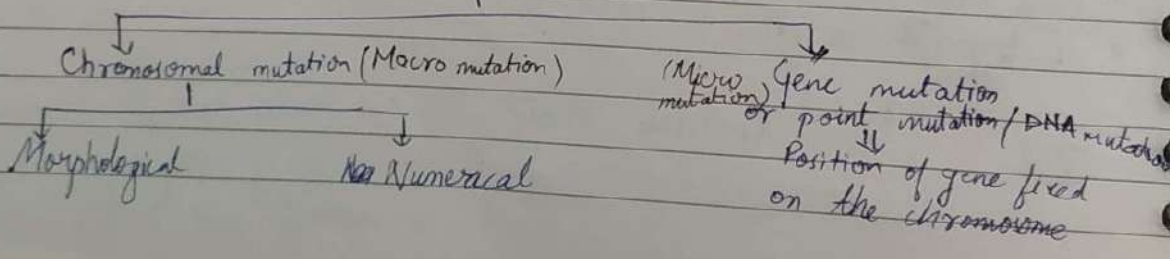 Chromosomal mutation (Macro mutation)
(Micro mutation) Gene mutation
or point mutation / DNA mutation
Morphological
Numeracal
Position of gene fixed
on the chromosome